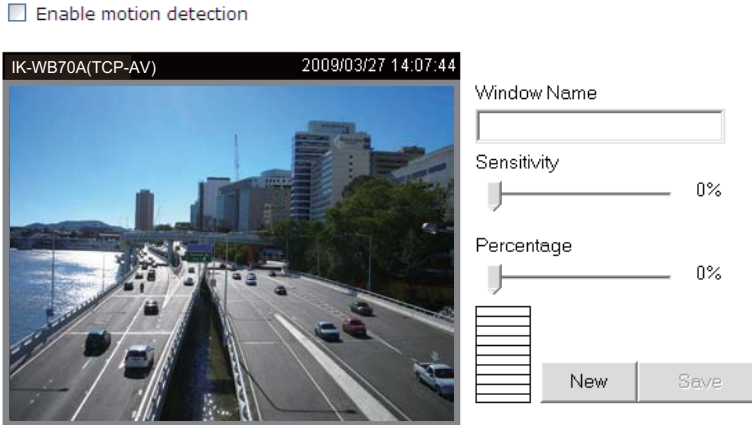 Enable motion detection
IK-WB70A(TCP-AV) 2009/03/27 14:07:44
Window Name
Sensitivity
0%
Percentage
0%
New
Save